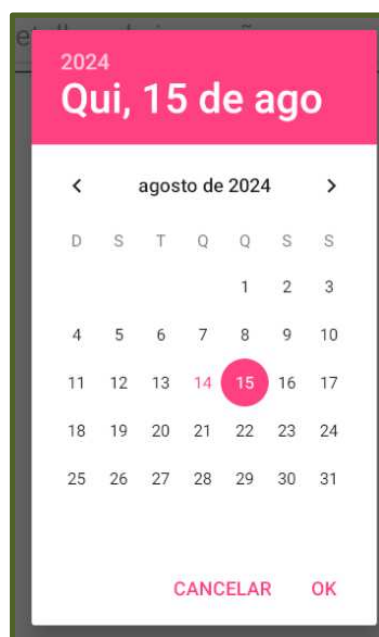 2024
Qui, 15 de ago
agosto de 2024
D S T Q Q S S
1 2 3
4 5 6 7 8 9 10
11 12 13 14 15 16 17
18 19 20 21 22 23 24
25 26 27 28 29 30 31
CANCELAR OK